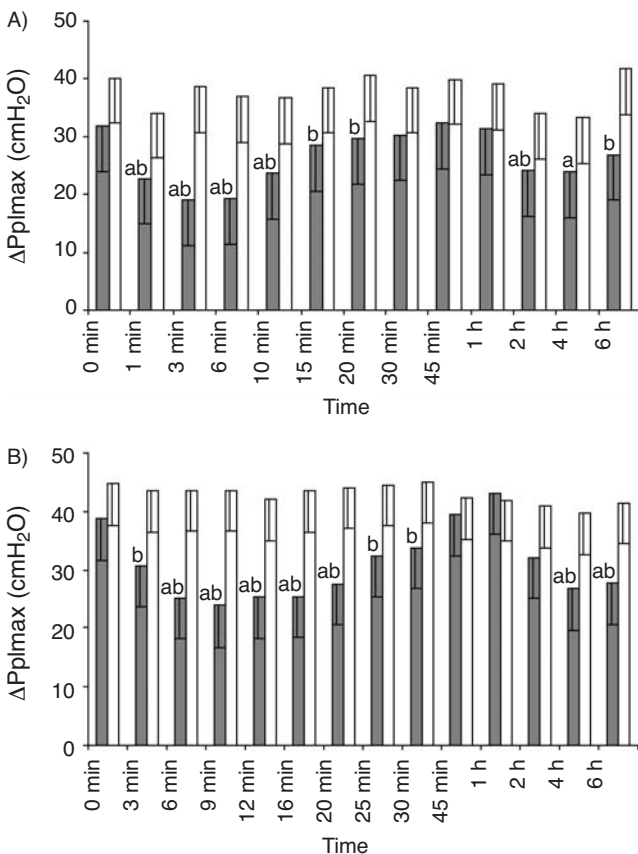 A)
50
40
30
20
10
0
ΔPplmax (cmH₂O)
ab ab ab ab b b ab a b
0 min 1 min 3 min 6 min 10 min 15 min 20 min 30 min 45 min 1 h 2 h 4 h 6 h
Time
B)
50
40
30
20
10
0
ΔPplmax (cmH₂O)
b ab ab ab ab ab b b ab ab
0 min 3 min 6 min 9 min 12 min 16 min 20 min 25 min 30 min 45 min 1 h 2 h 4 h 6 h
Time